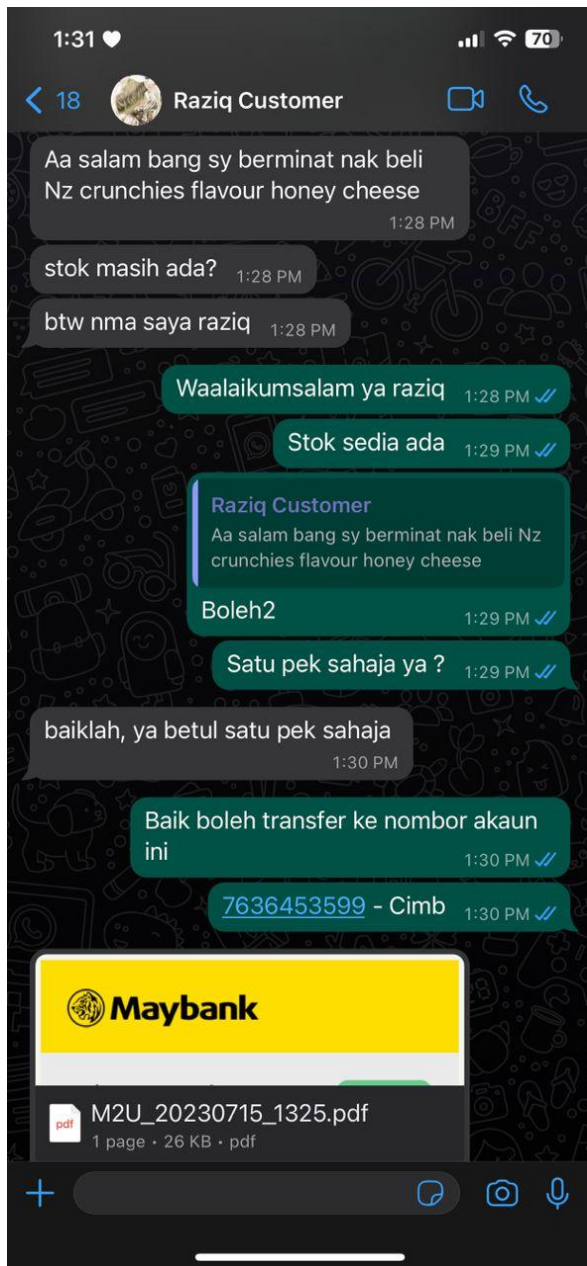 1:31
70
18
Raziq Customer
Aa salam bang sy berminat nak beli
Nz crunchies flavour honey cheese
1:28 PM
stok masih ada? 1:28 PM
btw nma saya raziq 1:28 PM
Waalaikumsalam ya raziq 1:28 PM
Stok sedia ada 1:29 PM
Raziq Customer
Aa salam bang sy berminat nak beli Nz
crunchies flavour honey cheese
Boleh2 1:29 PM
Satu pek sahaja ya ? 1:29 PM
baiklah, ya betul satu pek sahaja
1:30 PM
Baik boleh transfer ke nombor akaun
ini 1:30 PM
7636453599 - Cimb 1:30 PM
Maybank
pdf M2U_20230715_1325.pdf
1 page • 26 KB • pdf